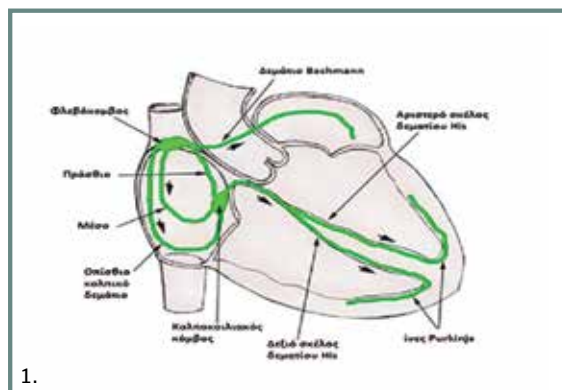 Δεμάτιο Bachmann
Φλεβόκομβος
Αριστερό σκέλος
δεματίου His
Πρόσθιο
Μέσο
Οπίσθιο
κολπικό
δεμάτιο
Κολποκοιλιακός
κόμβος
Δεξιό σκέλος
δεματίου His
ίνες Purkinje
1.